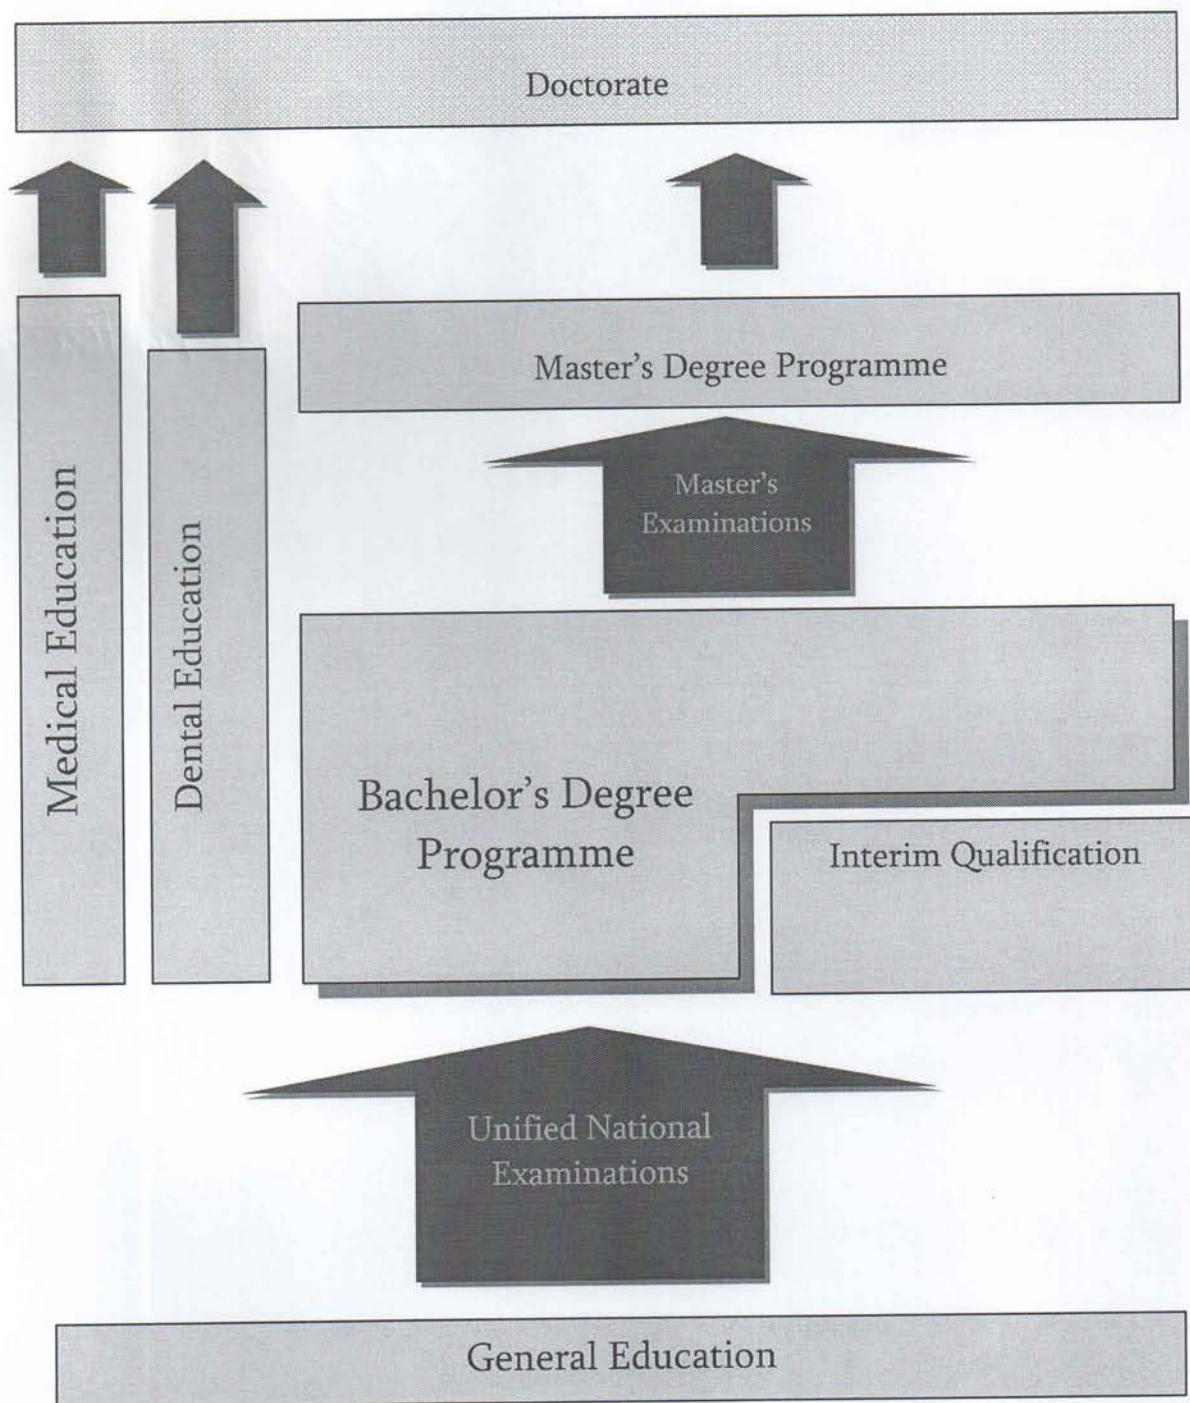 Doctorate
Master's Degree Programme
Master's
Examinations
Medical Education
Dental Education
Bachelor's Degree
Programme
Interim Qualification
Unified National
Examinations
General Education